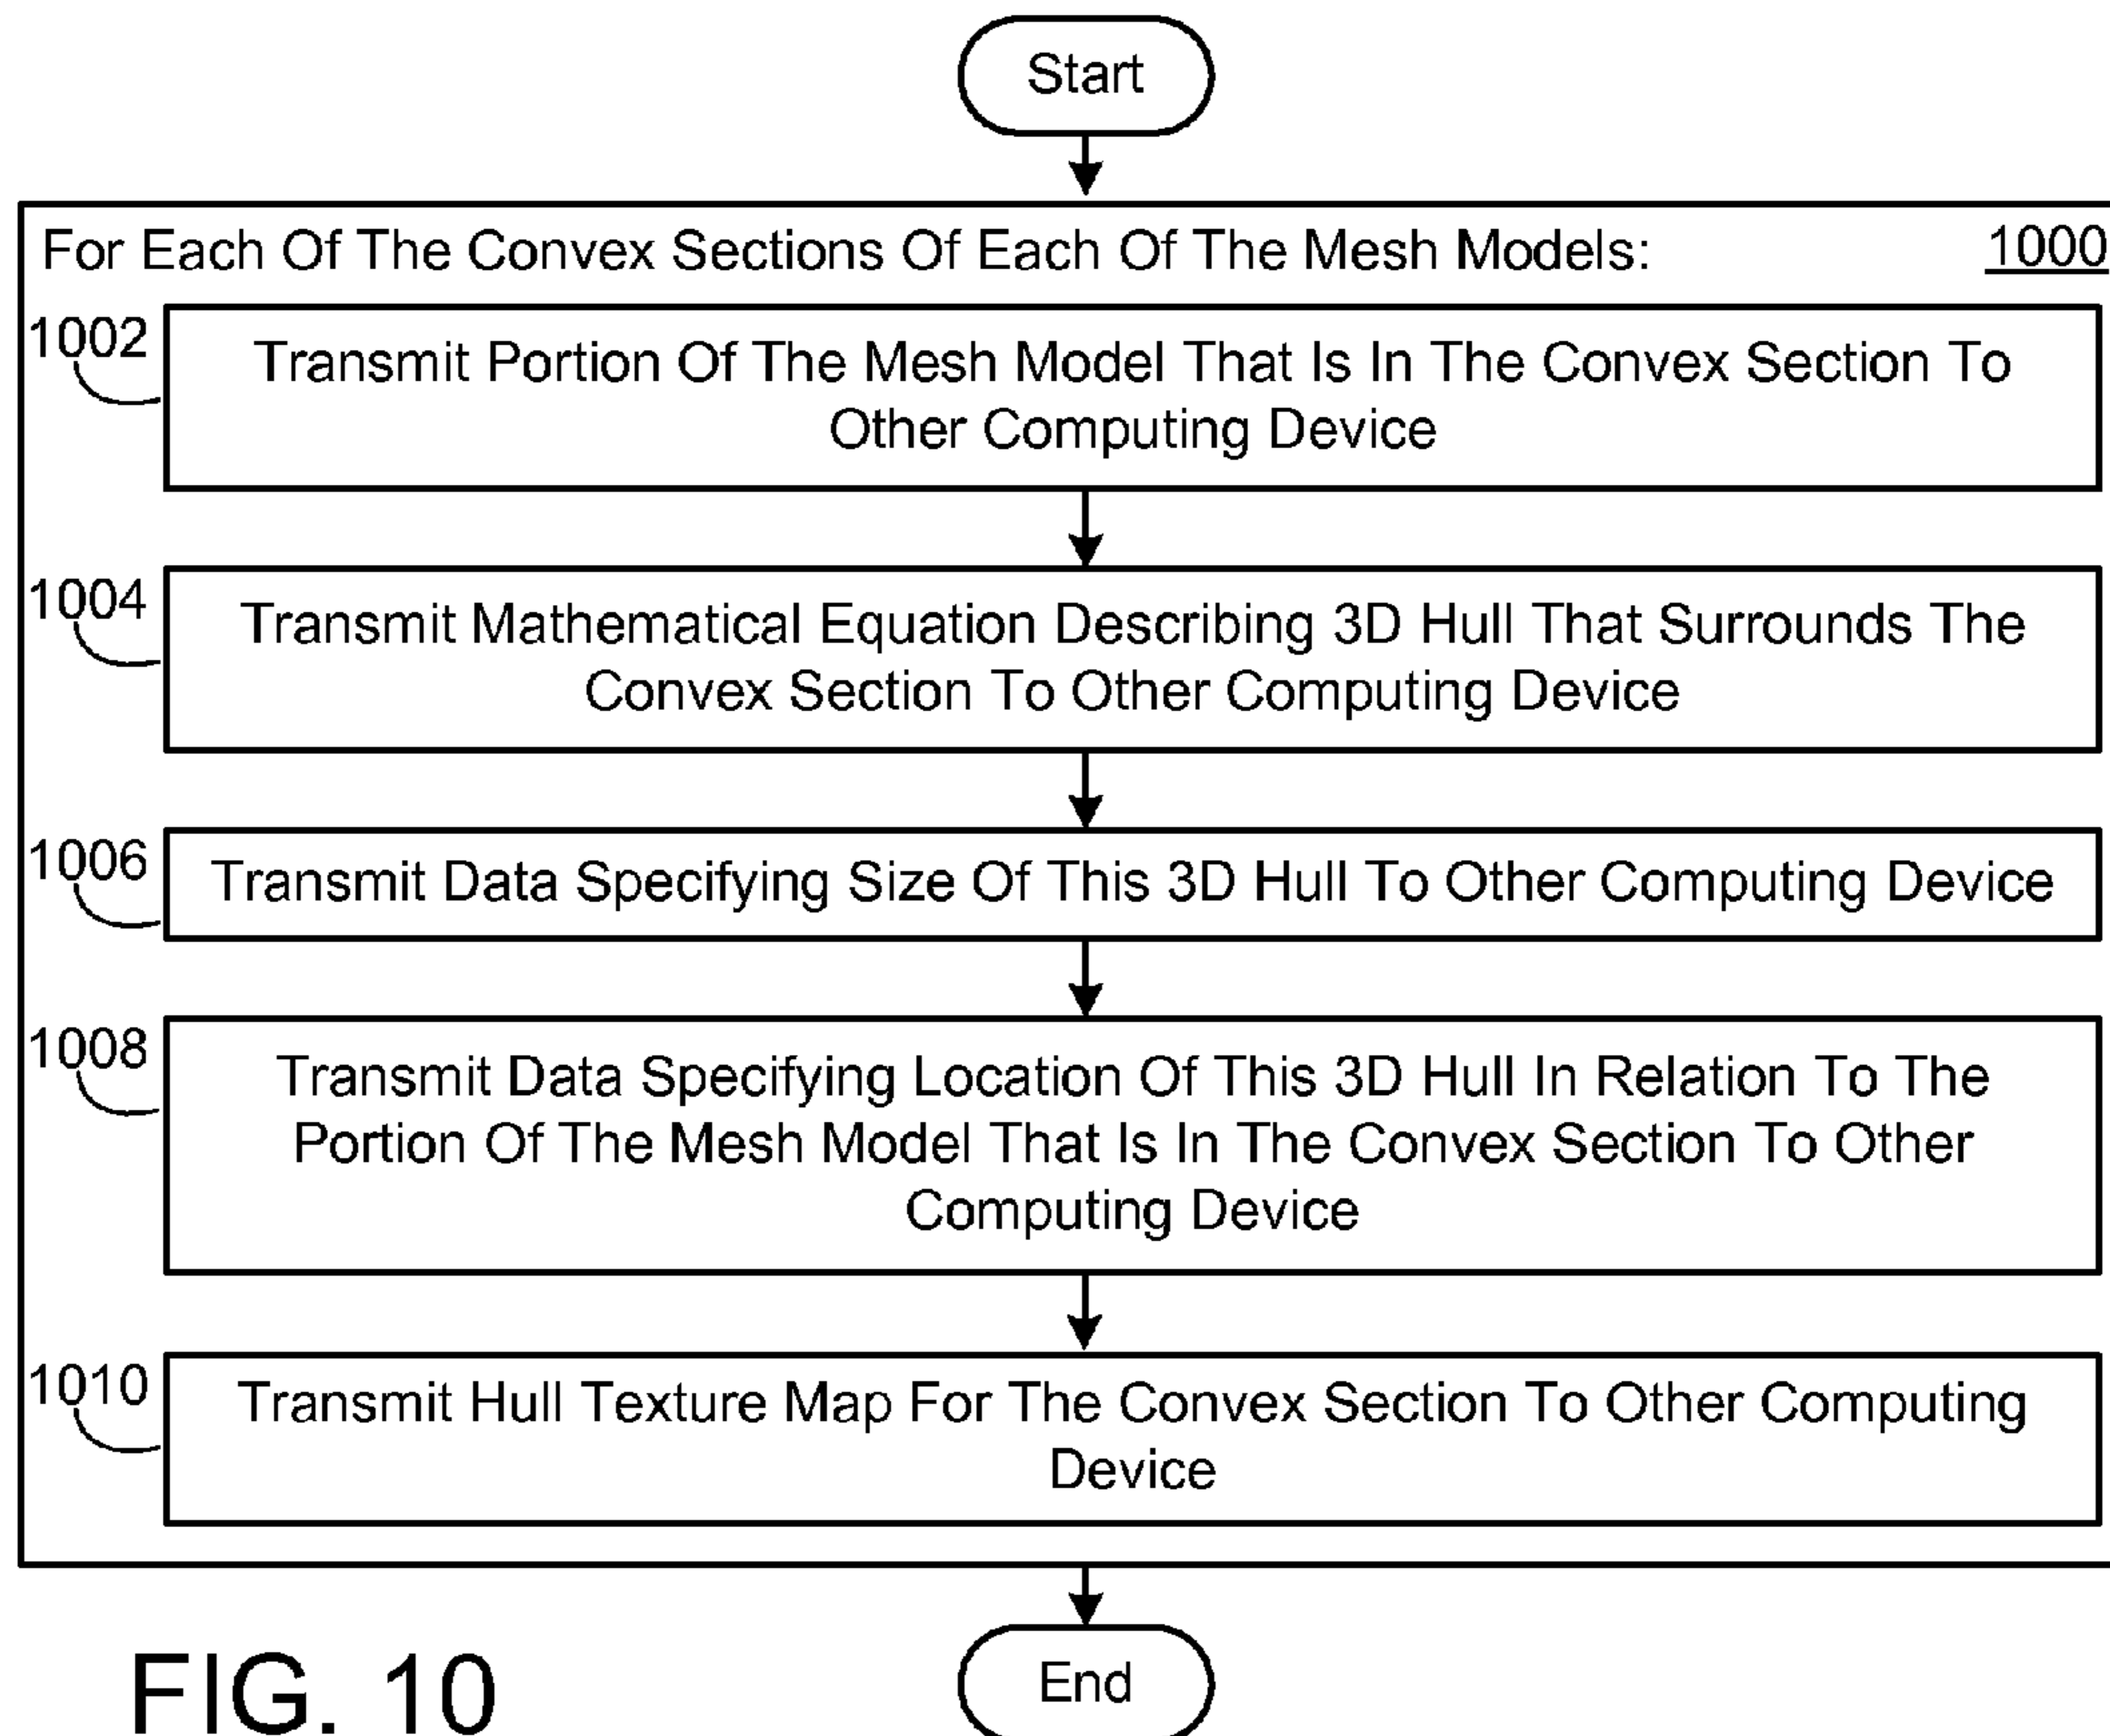 Start
For Each Of The Convex Sections Of Each Of The Mesh Models:
1000
1002
Transmit Portion Of The Mesh Model That Is In The Convex Section To
Other Computing Device
1004
Transmit Mathematical Equation Describing 3D Hull That Surrounds The
Convex Section To Other Computing Device
1006
Transmit Data Specifying Size Of This 3D Hull To Other Computing Device
1008
Transmit Data Specifying Location Of This 3D Hull In Relation To The
Portion Of The Mesh Model That Is In The Convex Section To Other
Computing Device
1010
Transmit Hull Texture Map For The Convex Section To Other Computing
Device
End
FIG. 10